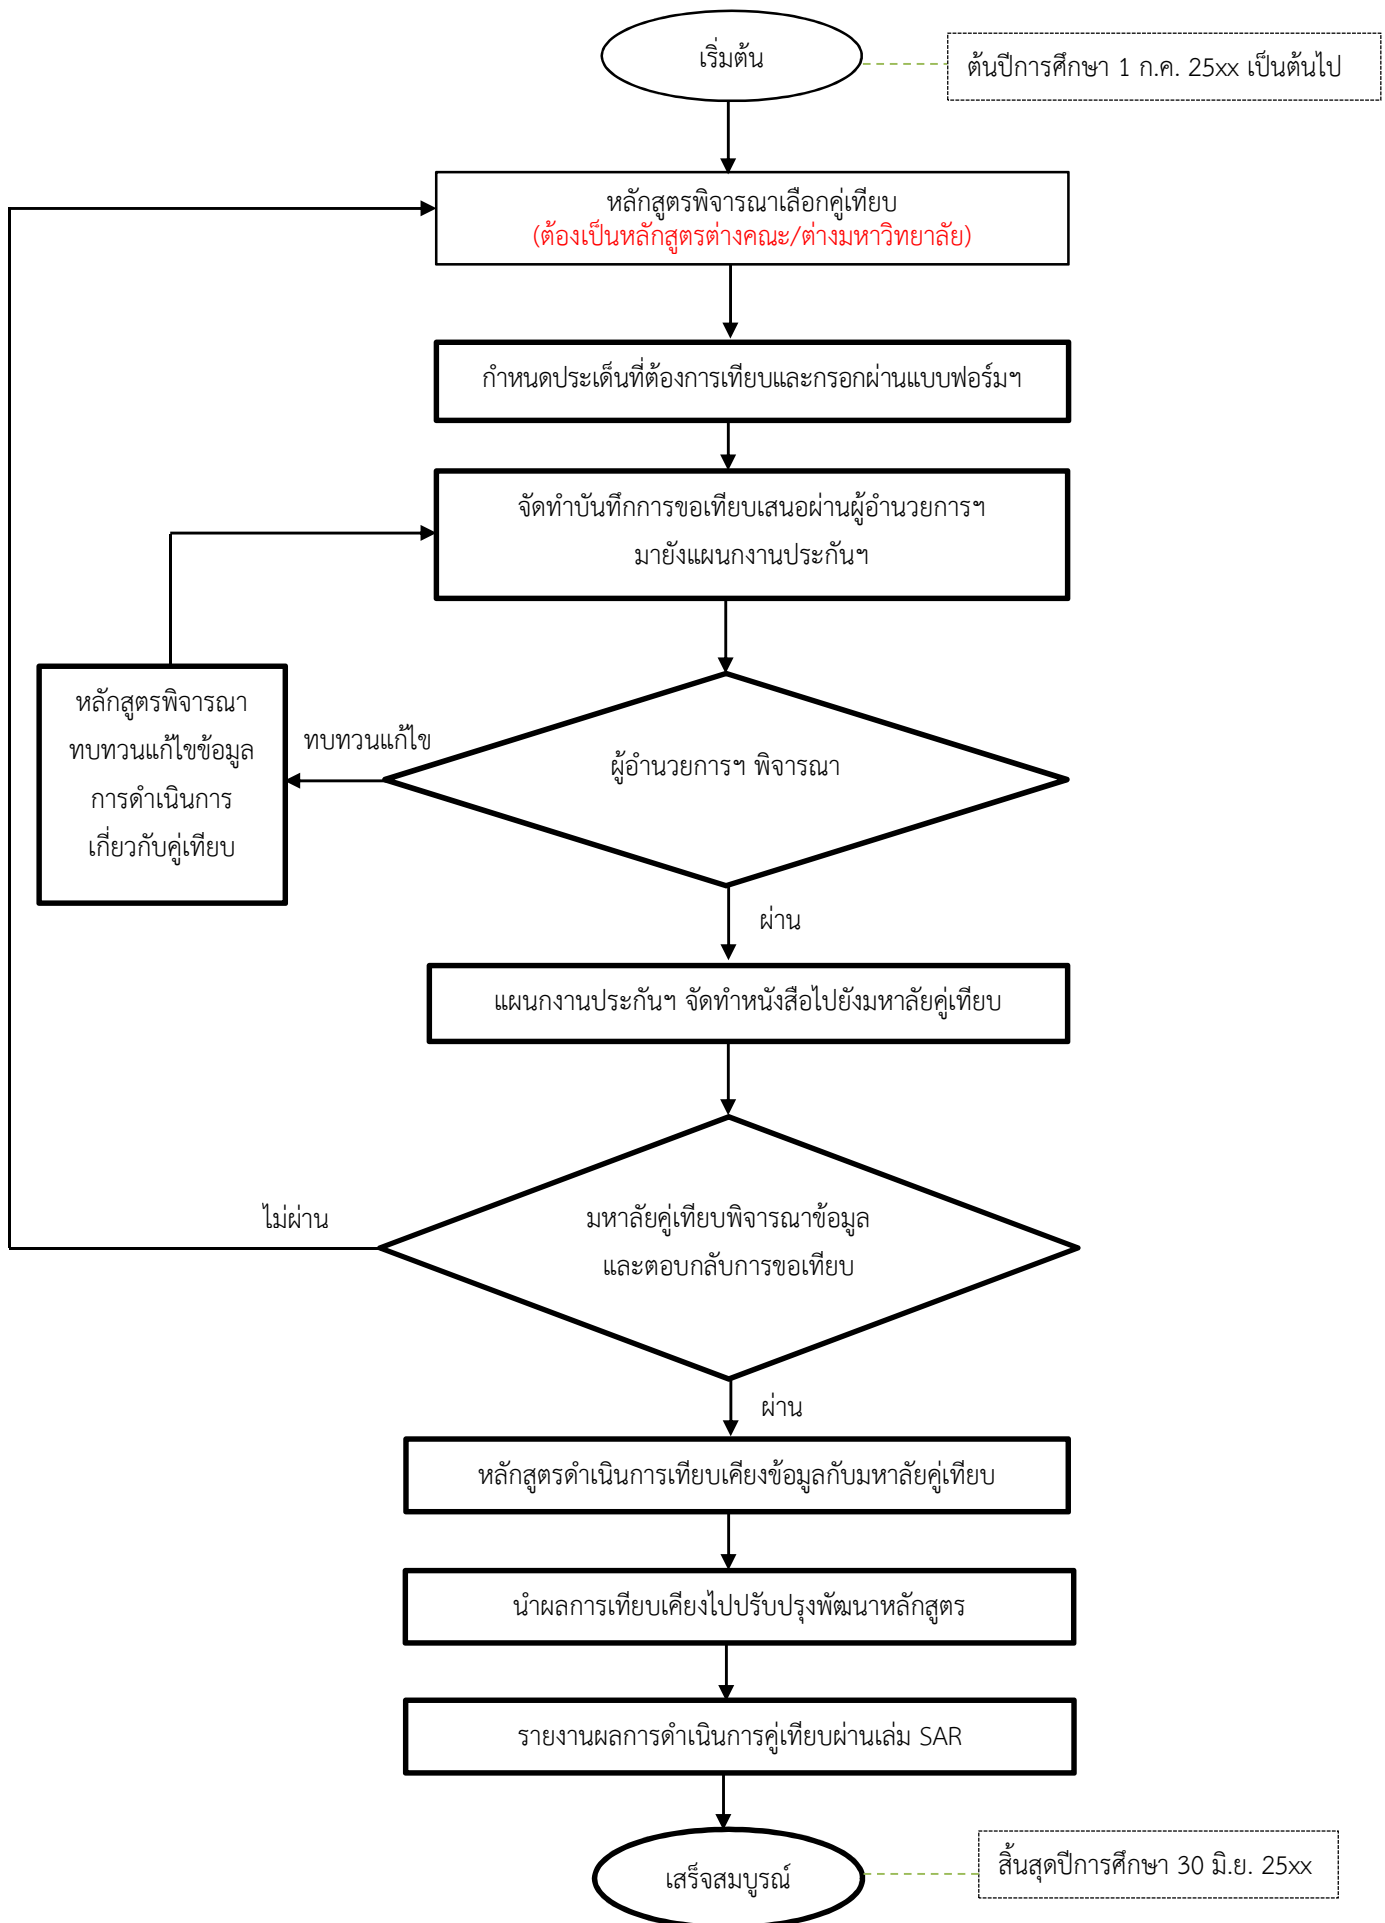 เริ่มต้น
ต้นปีการศึกษา 1 ก.ค. 25xx เป็นต้นไป
หลักสูตรพิจารณาเลือกคู่เทียบ
(ต้องเป็นหลักสูตรต่างคณะ/ต่างมหาวิทยาลัย)
กำหนดประเด็นที่ต้องการเทียบและกรอกผ่านแบบฟอร์มฯ
จัดทำบันทึกการขอเทียบเสนอผ่านผู้อำนวยการฯ
มายังแผนกงานประกันฯ
หลักสูตรพิจารณา
ทบทวนแก้ไขข้อมูล
การดำเนินการ
เกี่ยวกับคู่เทียบ
ทบทวนแก้ไข
ผู้อำนวยการฯ พิจารณา
ผ่าน
แผนกงานประกันฯ จัดทำหนังสือไปยังมหาลัยคู่เทียบ
ไม่ผ่าน
มหาลัยคู่เทียบพิจารณาข้อมูล
และตอบกลับการขอเทียบ
ผ่าน
หลักสูตรดำเนินการเทียบเคียงข้อมูลกับมหาลัยคู่เทียบ
นำผลการเทียบเคียงไปปรับปรุงพัฒนาหลักสูตร
รายงานผลการดำเนินการคู่เทียบผ่านเล่ม SAR
เสร็จสมบูรณ์
สิ้นสุดปีการศึกษา 30 มิ.ย. 25xx